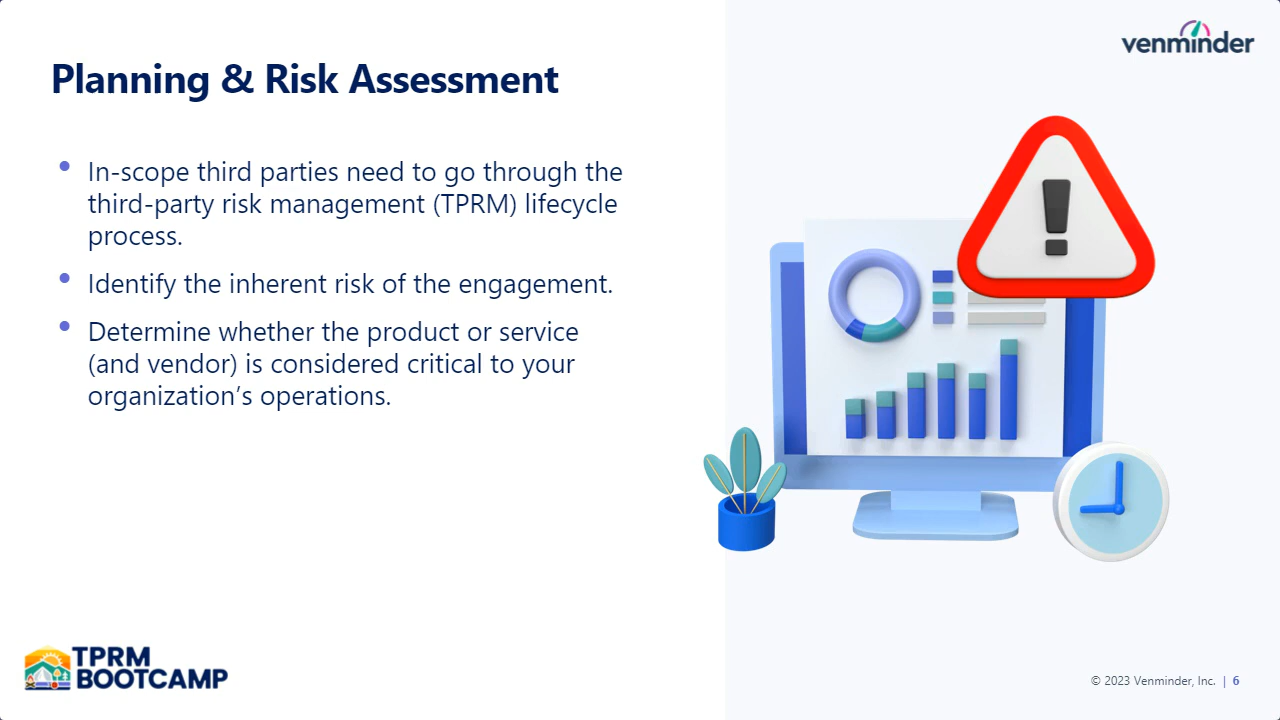 venminder
Planning & Risk Assessment
• In-scope third parties need to go through the
third-party risk management (TPRM) lifecycle
process.
• Identify the inherent risk of the engagement.
• Determine whether the product or service
(and vendor) is considered critical to your
organization’s operations.
!
TPRM
BOOTCAMP
© 2023 Venminder, Inc. | 6